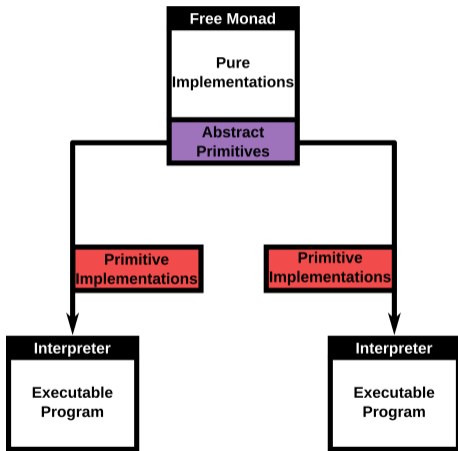 Free Monad
Pure
Implementations
Abstract
Primitives
Primitive
Implementations
Primitive
Implementations
Interpreter
Executable
Program
Interpreter
Executable
Program